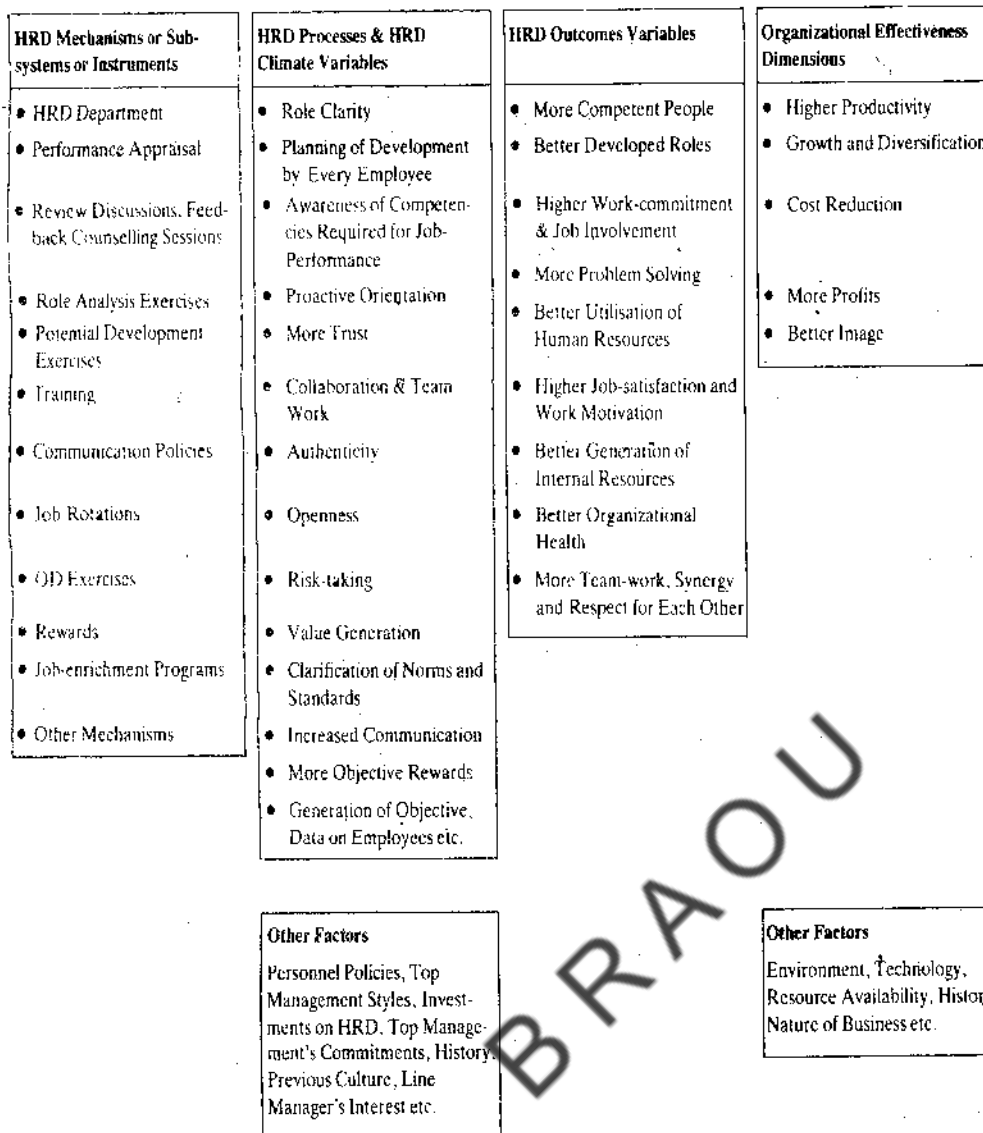 HRD Mechanisms or Sub-
systems or Instruments
• HRD Department
• Performance Appraisal
• Review Discussions, Feed-
back Counselling Sessions
• Role Analysis Exercises
• Potential Development
Exercises
• Training
• Communication Policies
• Job Rotations
• OD Exercises
• Rewards
• Job-enrichment Programs
• Other Mechanisms
HRD Processes & HRD
Climate Variables
• Role Clarity
• Planning of Development
by Every Employee
• Awareness of Competen-
cies Required for Job-
Performance
• Proactive Orientation
• More Trust
• Collaboration & Team
Work
• Authenticity
• Openness
• Risk-taking
• Value Generation
• Clarification of Norms and
Standards
• Increased Communication
• More Objective Rewards
• Generation of Objective,
Data on Employees etc.
HRD Outcomes Variables
• More Competent People
• Better Developed Roles
• Higher Work-commitment
& Job Involvement
• More Problem Solving
• Better Utilisation of
Human Resources
• Higher Job-satisfaction and
Work Motivation
• Better Generation of
Internal Resources
• Better Organizational
Health
• More Team-work, Synergy
and Respect for Each Other
Organizational Effectiveness
Dimensions
• Higher Productivity
• Growth and Diversification
• Cost Reduction
• More Profits
• Better Image
Other Factors
Personnel Policies, Top
Management Styles, Invest-
ments on HRD, Top Manage-
ment's Commitments, History,
Previous Culture, Line
Manager's Interest etc.
Other Factors
Environment, Technology,
Resource Availability, Histor
Nature of Business etc.
BRAOU